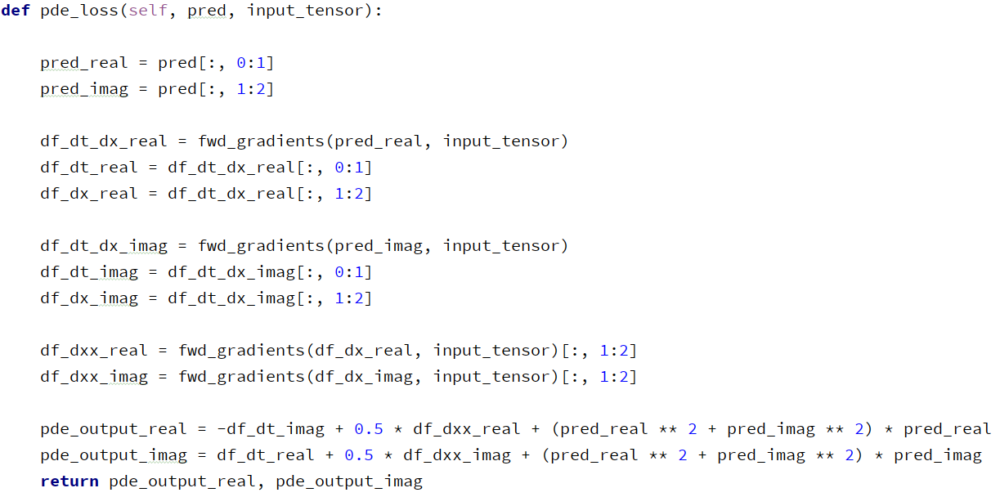 def pde_loss(self, pred, input_tensor):
pred_real = pred[:, 0:1]
pred_imag = pred[:, 1:2]
df_dt_dx_real = fwd_gradients(pred_real, input_tensor)
df_dt_real = df_dt_dx_real[:, 0:1]
df_dx_real = df_dt_dx_real[:, 1:2]
df_dt_dx_imag = fwd_gradients(pred_imag, input_tensor)
df_dt_imag = df_dt_dx_imag[:, 0:1]
df_dx_imag = df_dt_dx_imag[:, 1:2]
df_dxx_real = fwd_gradients(df_dx_real, input_tensor)[:, 1:2]
df_dxx_imag = fwd_gradients(df_dx_imag, input_tensor)[:, 1:2]
pde_output_real = -df_dt_imag + 0.5 * df_dxx_real + (pred_real ** 2 + pred_imag ** 2) * pred_real
pde_output_imag = df_dt_real + 0.5 * df_dxx_imag + (pred_real ** 2 + pred_imag ** 2) * pred_imag
return pde_output_real, pde_output_imag